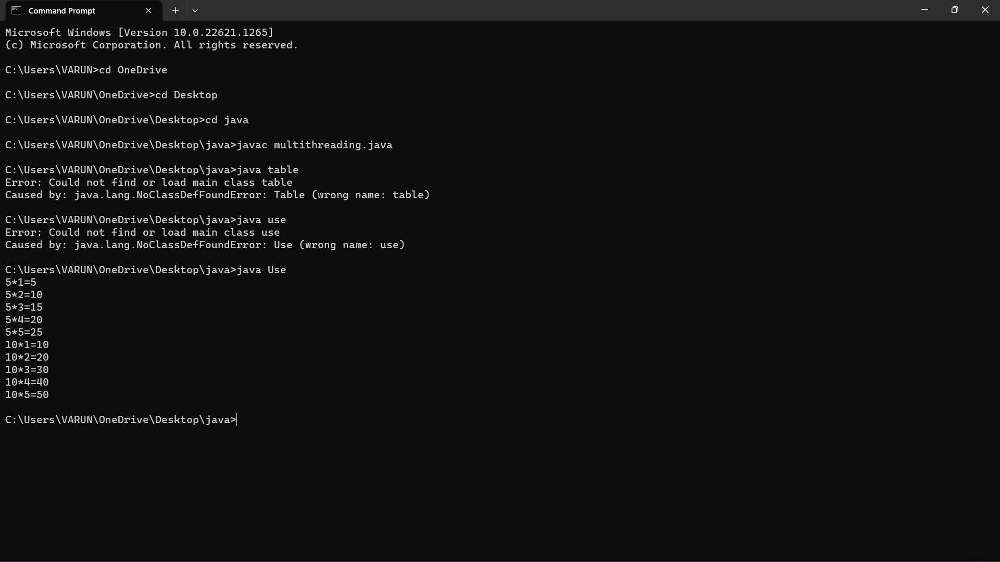 Command Prompt
Microsoft Windows [Version 10.0.22621.1265]
(c) Microsoft Corporation. All rights reserved.
C:\Users\VARUN>cd OneDrive
C:\Users\VARUN\OneDrive>cd Desktop
C:\Users\VARUN\OneDrive\Desktop>cd java
C:\Users\VARUN\OneDrive\Desktop\java>javac multithreading.java
C:\Users\VARUN\OneDrive\Desktop\java>java table
Error: Could not find or load main class table
Caused by: java.lang.NoClassDefFoundError: Table (wrong name: table)
C:\Users\VARUN\OneDrive\Desktop\java>java use
Error: Could not find or load main class use
Caused by: java.lang.NoClassDefFoundError: Use (wrong name: use)
C:\Users\VARUN\OneDrive\Desktop\java>java Use
5*1=5
5*2=10
5*3=15
5*4=20
5*5=25
10*1=10
10*2=20
10*3=30
10*4=40
10*5=50
C:\Users\VARUN\OneDrive\Desktop\java>